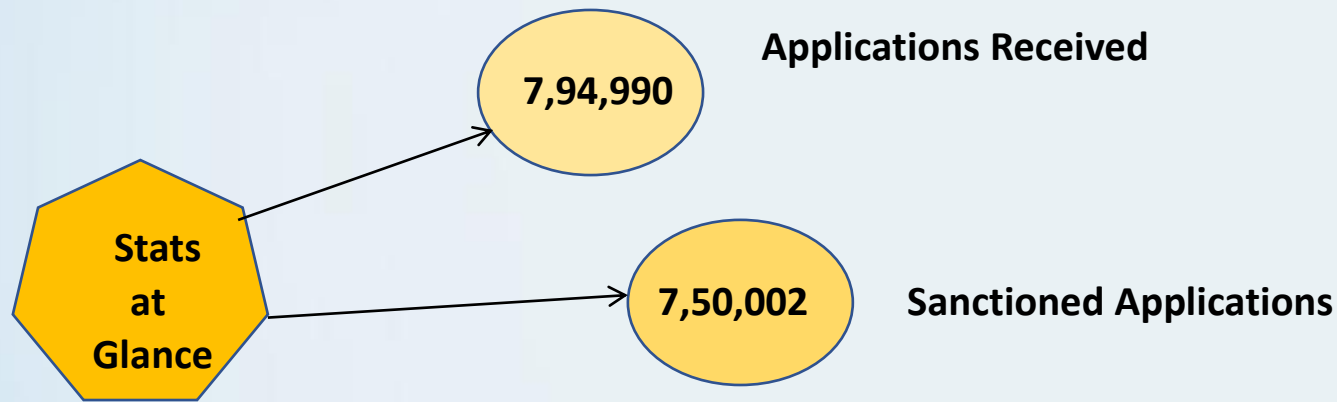 Applications Received
7,94,990
Stats
at
Glance
7,50,002
Sanctioned Applications